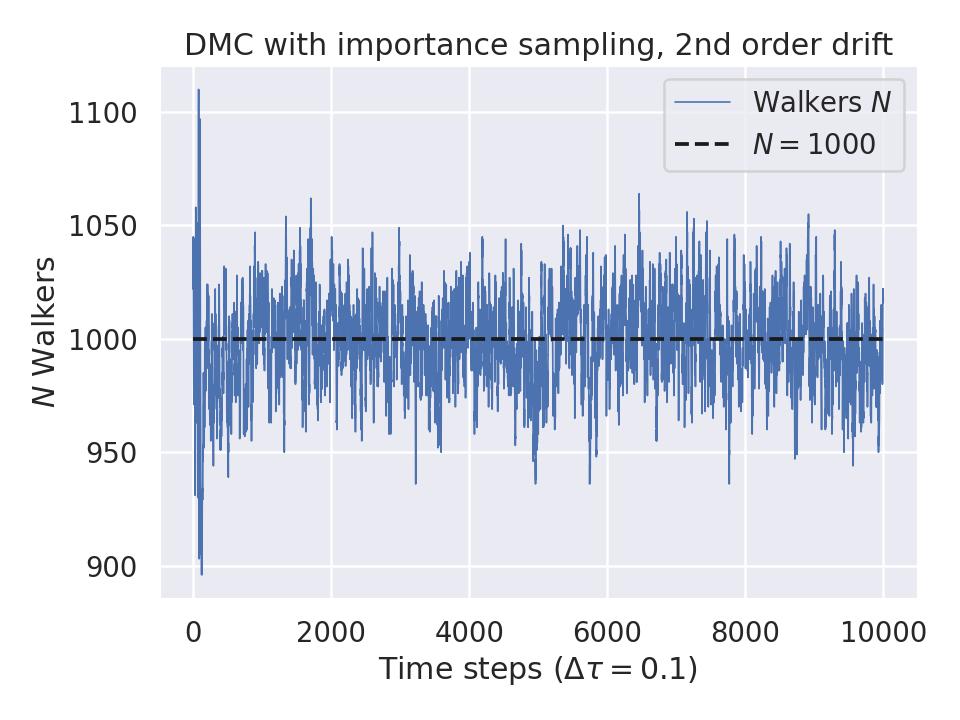 DMC with importance sampling, 2nd order drift
Walkers N
N = 1000
1100
1050
1000
950
900
N Walkers
0 2000 4000 6000 8000 10000
Time steps (Δτ = 0.1)